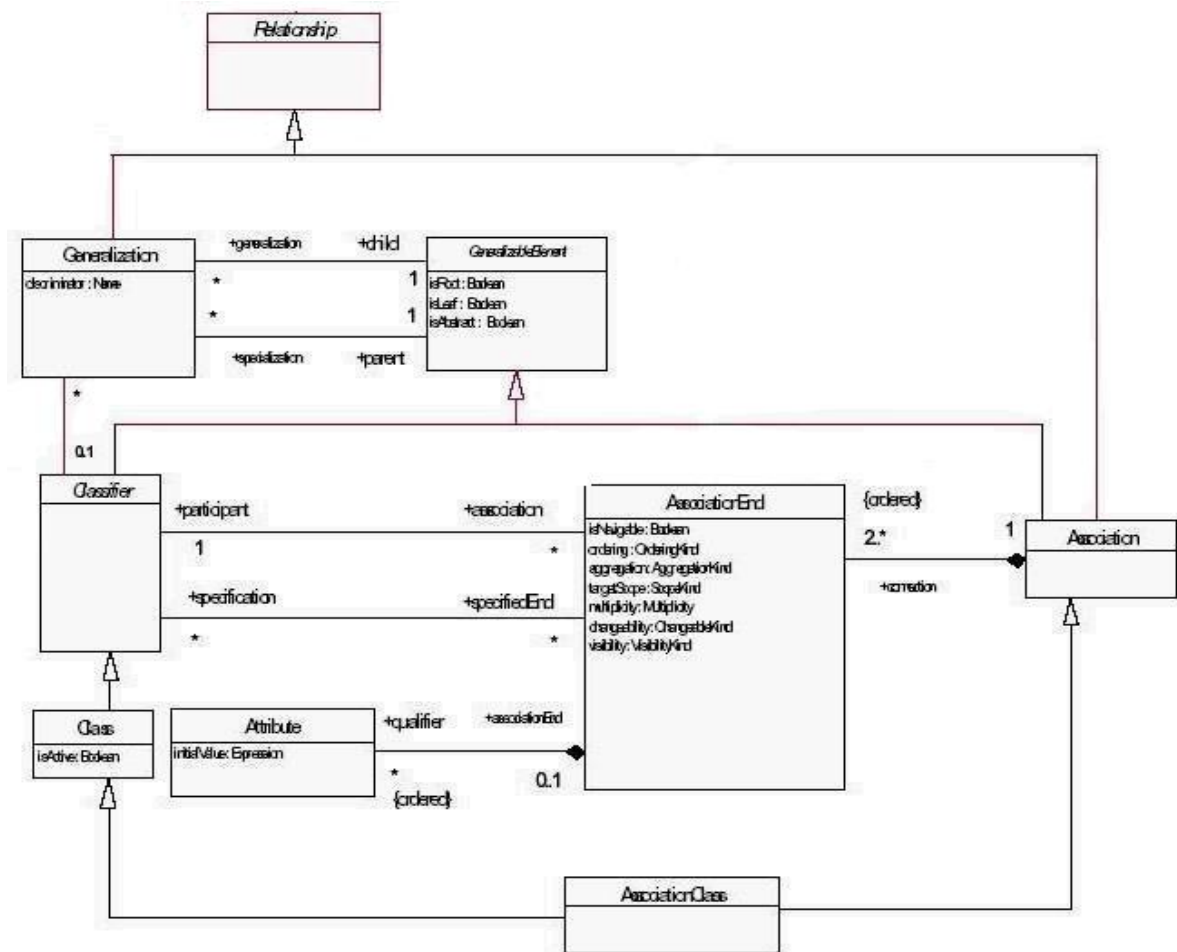 Relationship
Generalization
discriminator : Name
+generalization
+child
*
1
*
1
+specialization
+parent
GeneralizableElement
isRoot : Boolean
isLeaf : Boolean
isAbstract : Boolean
*
0..1
Classifier
+participant
+association
1
*
+specification
+specifiedEnd
*
*
AssociationEnd
isNavigable : Boolean
ordering : OrderingKind
aggregation : AggregationKind
targetScope : ScopeKind
multiplicity : Multiplicity
changeability : ChangeableKind
visibility : VisibilityKind
{ordered}
2..*
1
+connection
Association
Class
isActive : Boolean
Attribute
initialValue : Expression
+qualifier
+associationEnd
*
0..1
{ordered}
AssociationClass